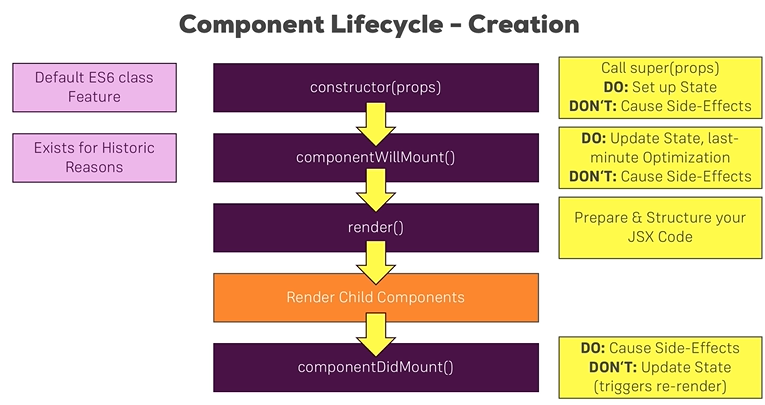 Component Lifecycle – Creation
Default ES6 class
Feature
constructor(props)
Call super(props)
DO: Set up State
DON'T: Cause Side-Effects
Exists for Historic
Reasons
componentWillMount()
DO: Update State, last-
minute Optimization
DON'T: Cause Side-Effects
render()
Prepare & Structure your
JSX Code
Render Child Components
componentDidMount()
DO: Cause Side-Effects
DON'T: Update State
(triggers re-render)